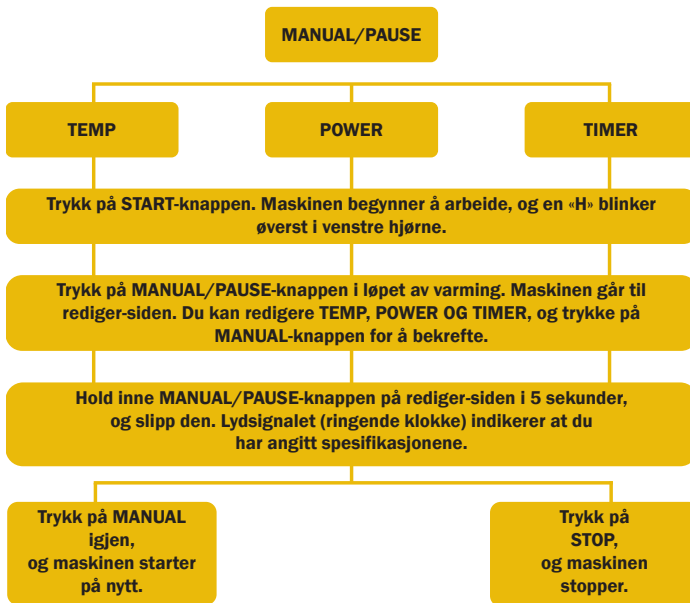 MANUAL/PAUSE
TEMP
POWER
TIMER
Trykk på START-knappen. Maskinen begynner å arbeide, og en «H» blinker
øverst i venstre hjørne.
Trykk på MANUAL/PAUSE-knappen i løpet av varming. Maskinen går til
rediger-siden. Du kan redigere TEMP, POWER OG TIMER, og trykke på
MANUAL-knappen for å bekrefte.
Hold inne MANUAL/PAUSE-knappen på rediger-siden i 5 sekunder,
og slipp den. Lydsignalet (ringende klokke) indikerer at du
har angitt spesifikasjonene.
Trykk på MANUAL
igjen,
og maskinen starter
på nytt.
Trykk på
STOP,
og maskinen
stopper.